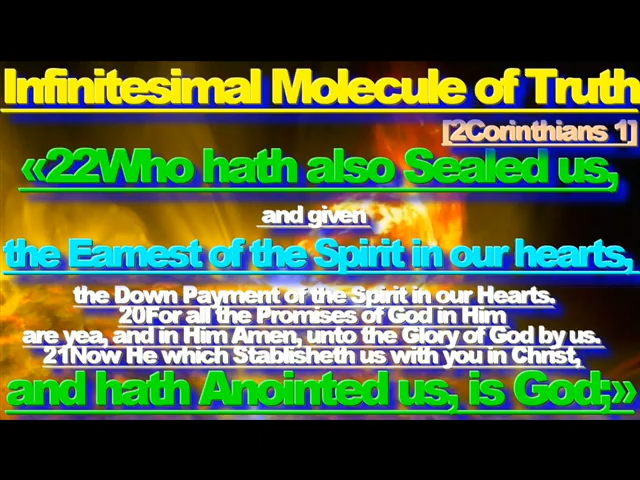 Infinitesimal Molecule of Truth
[2Corinthians 1]
«22Who hath also Sealed us,
and given
the Earnest of the Spirit in our hearts,
the Down Payment of the Spirit in our Hearts.
20For all the Promises of God in Him
are yea, and in Him Amen, unto the Glory of God by us.
21Now He which Stablisheth us with you in Christ,
and hath Anointed us, is God;»